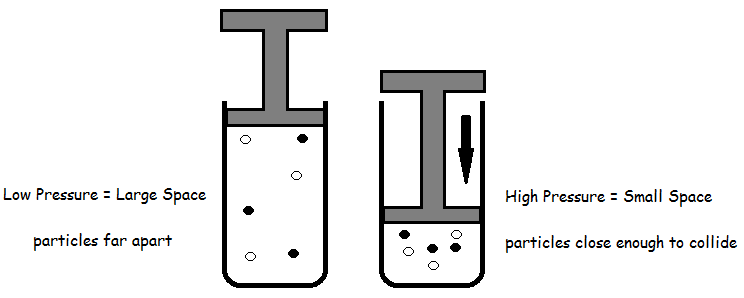 Low Pressure = Large Space
particles far apart
High Pressure = Small Space
particles close enough to collide